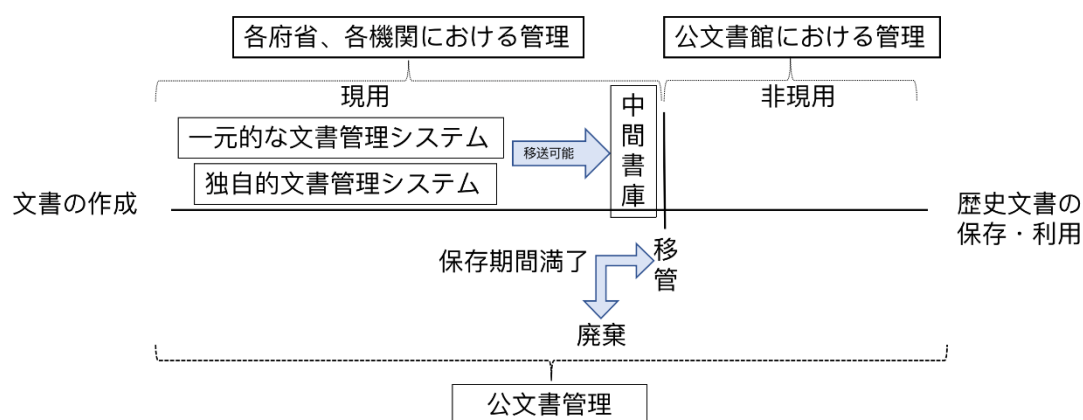 各府省、各機関における管理
公文書館における管理
現用
非現用
中間書庫
一元的な文書管理システム
移送可能
独自的文書管理システム
文書の作成
歴史文書の
保存・利用
保存期間満了
移管
廃棄
公文書管理